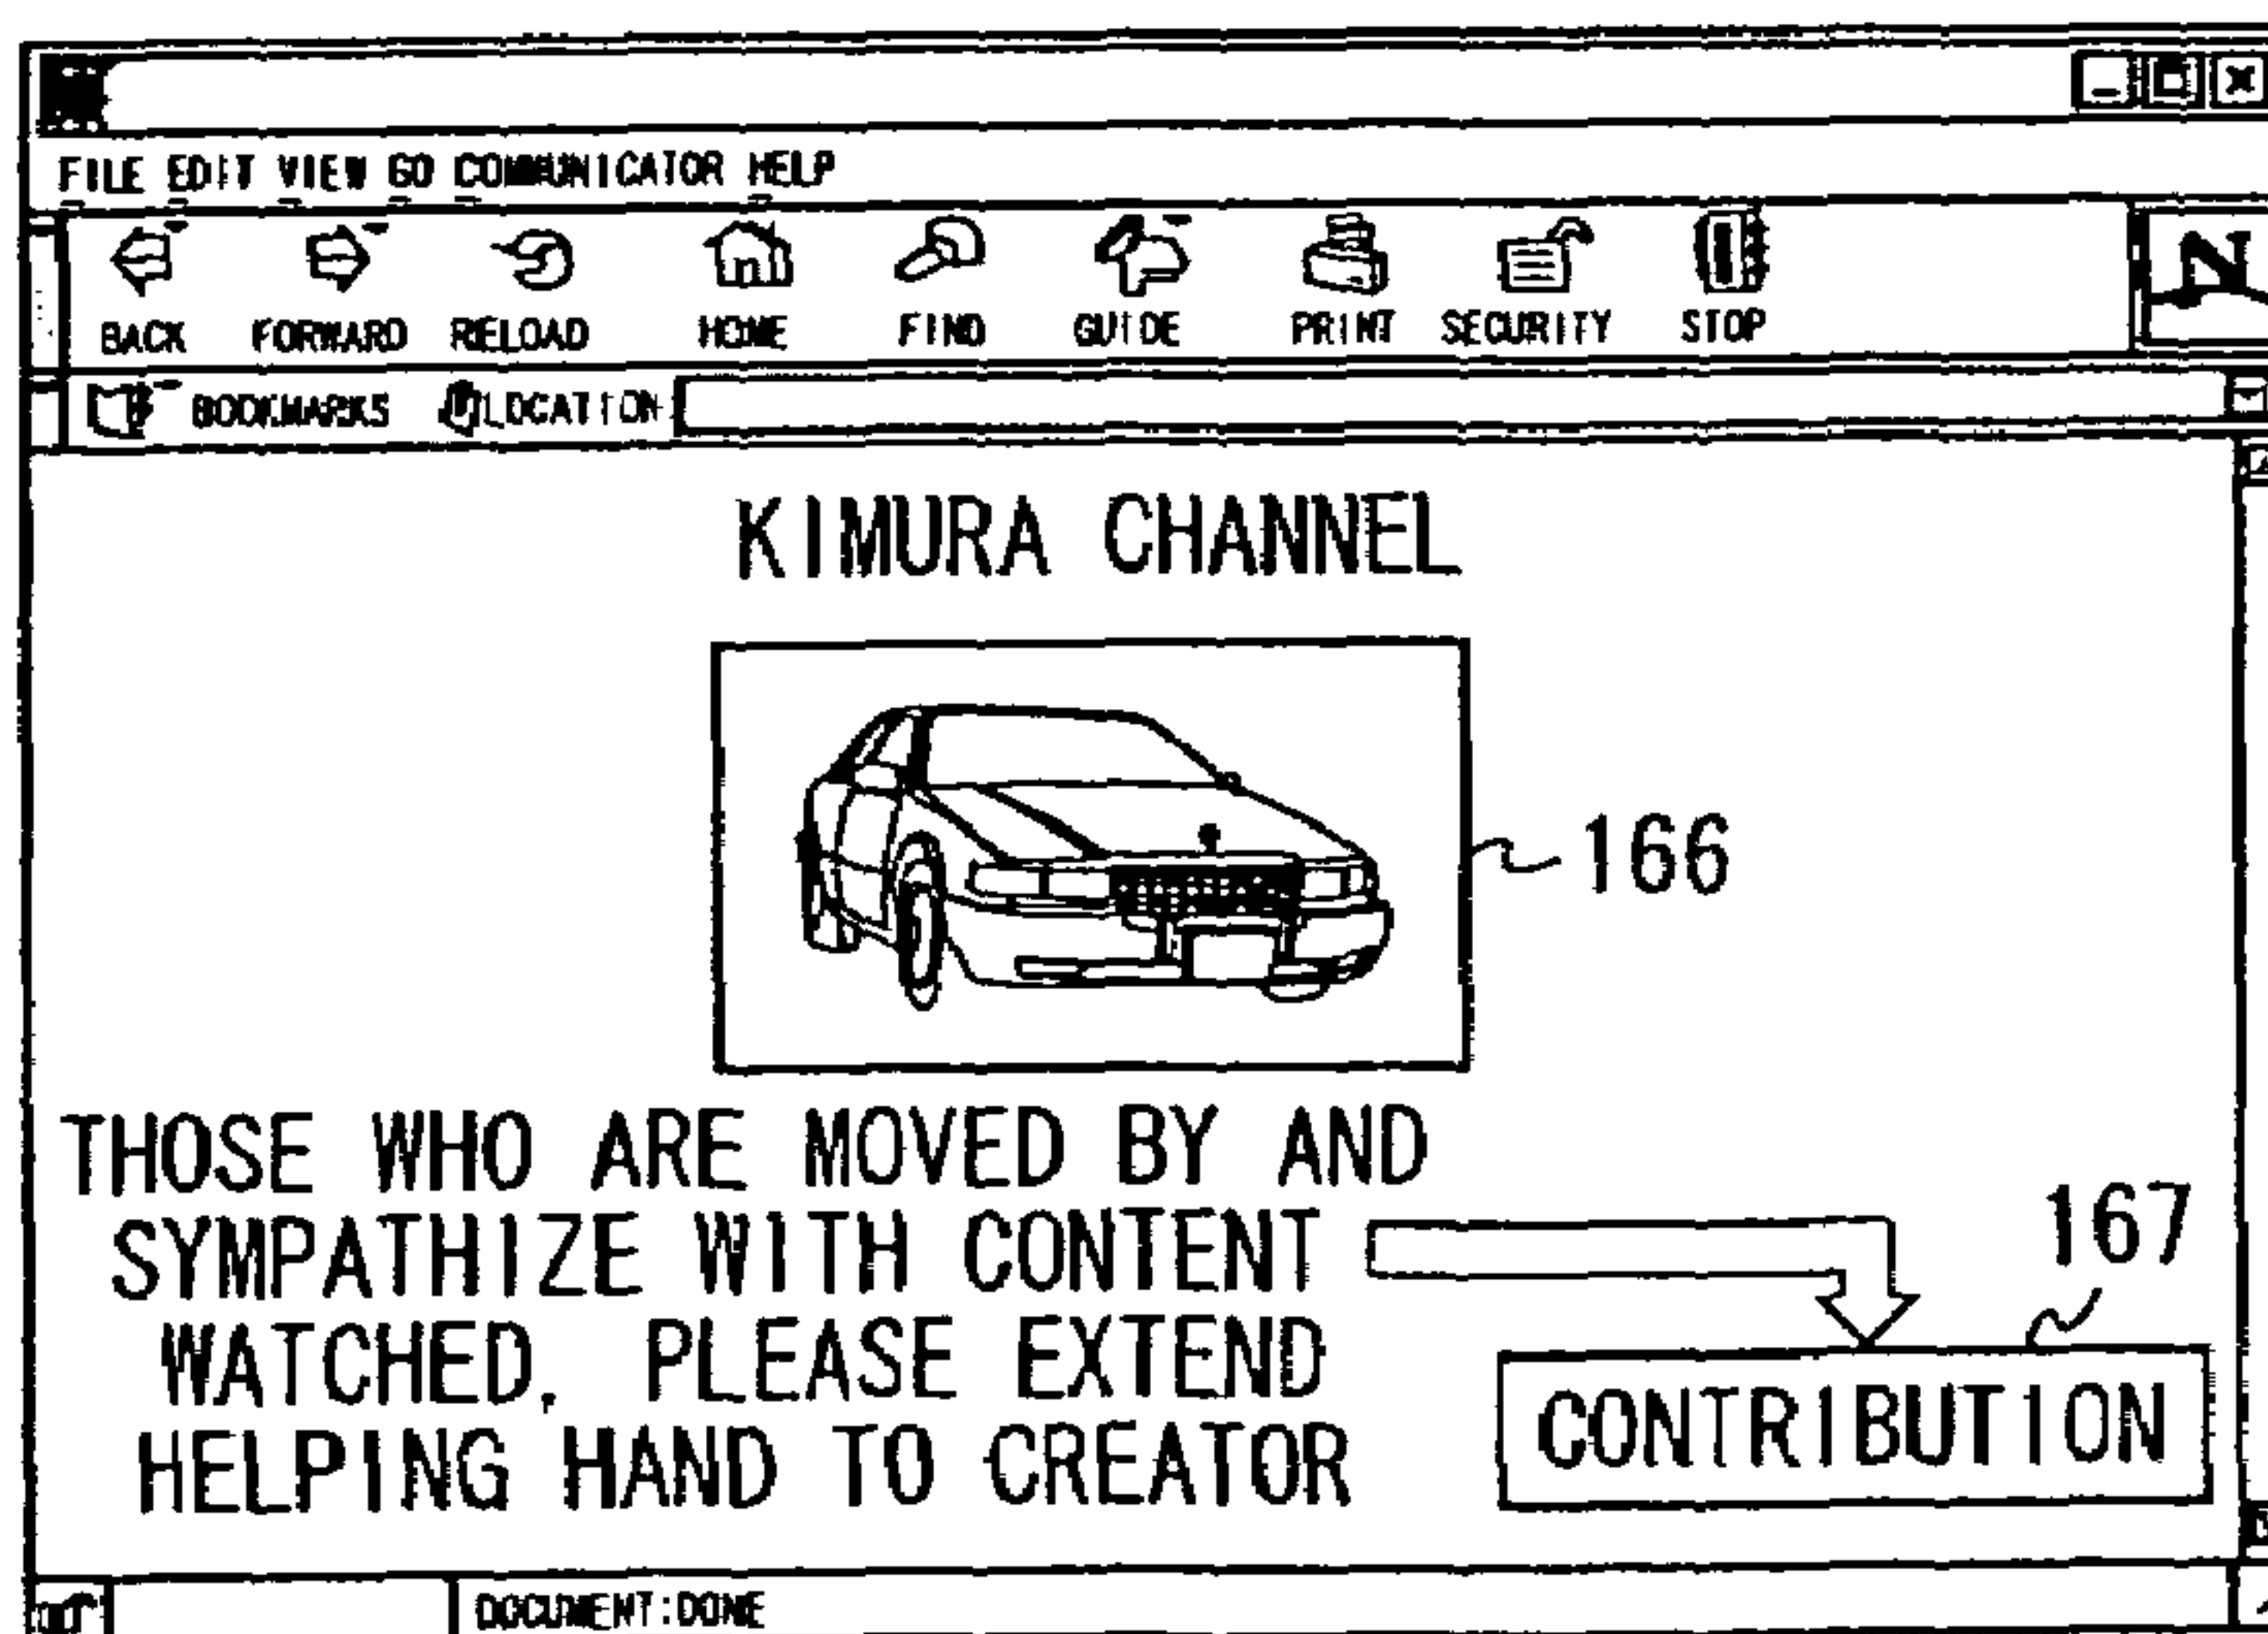 FILE EDIT VIEW GO COMMUNICATOR HELP
BACK FORWARD RELOAD HOME FIND GUIDE PRINT SECURITY STOP
N
BOOKMARKS LOCATION
KIMURA CHANNEL
166
THOSE WHO ARE MOVED BY AND
SYMPATHIZE WITH CONTENT
WATCHED, PLEASE EXTEND
HELPING HAND TO CREATOR
167
CONTRIBUTION
DOCUMENT:DONE